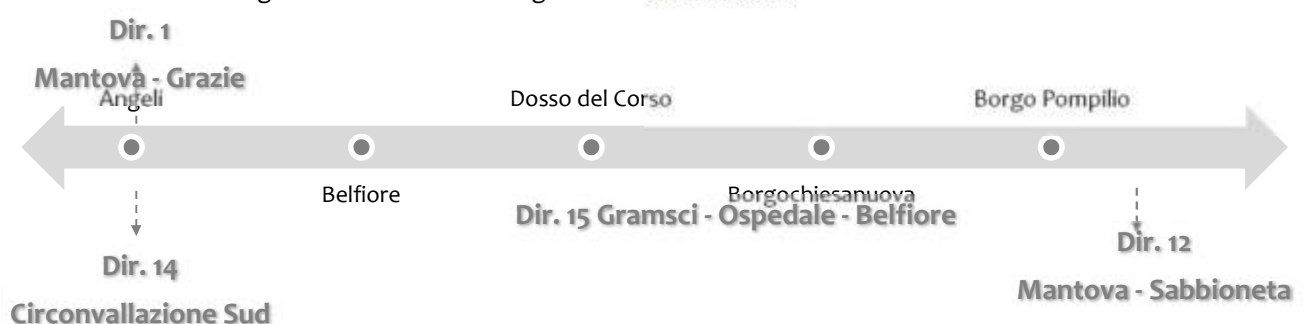 Dir. 1
Mantova - Grazie
Angeli
Dosso del Corso
Borgo Pompilio
Belfiore
Borgochiesanuova
Dir. 15 Gramsci - Ospedale - Belfiore
Dir. 12
Dir. 14
Mantova - Sabbioneta
Circonvallazione Sud